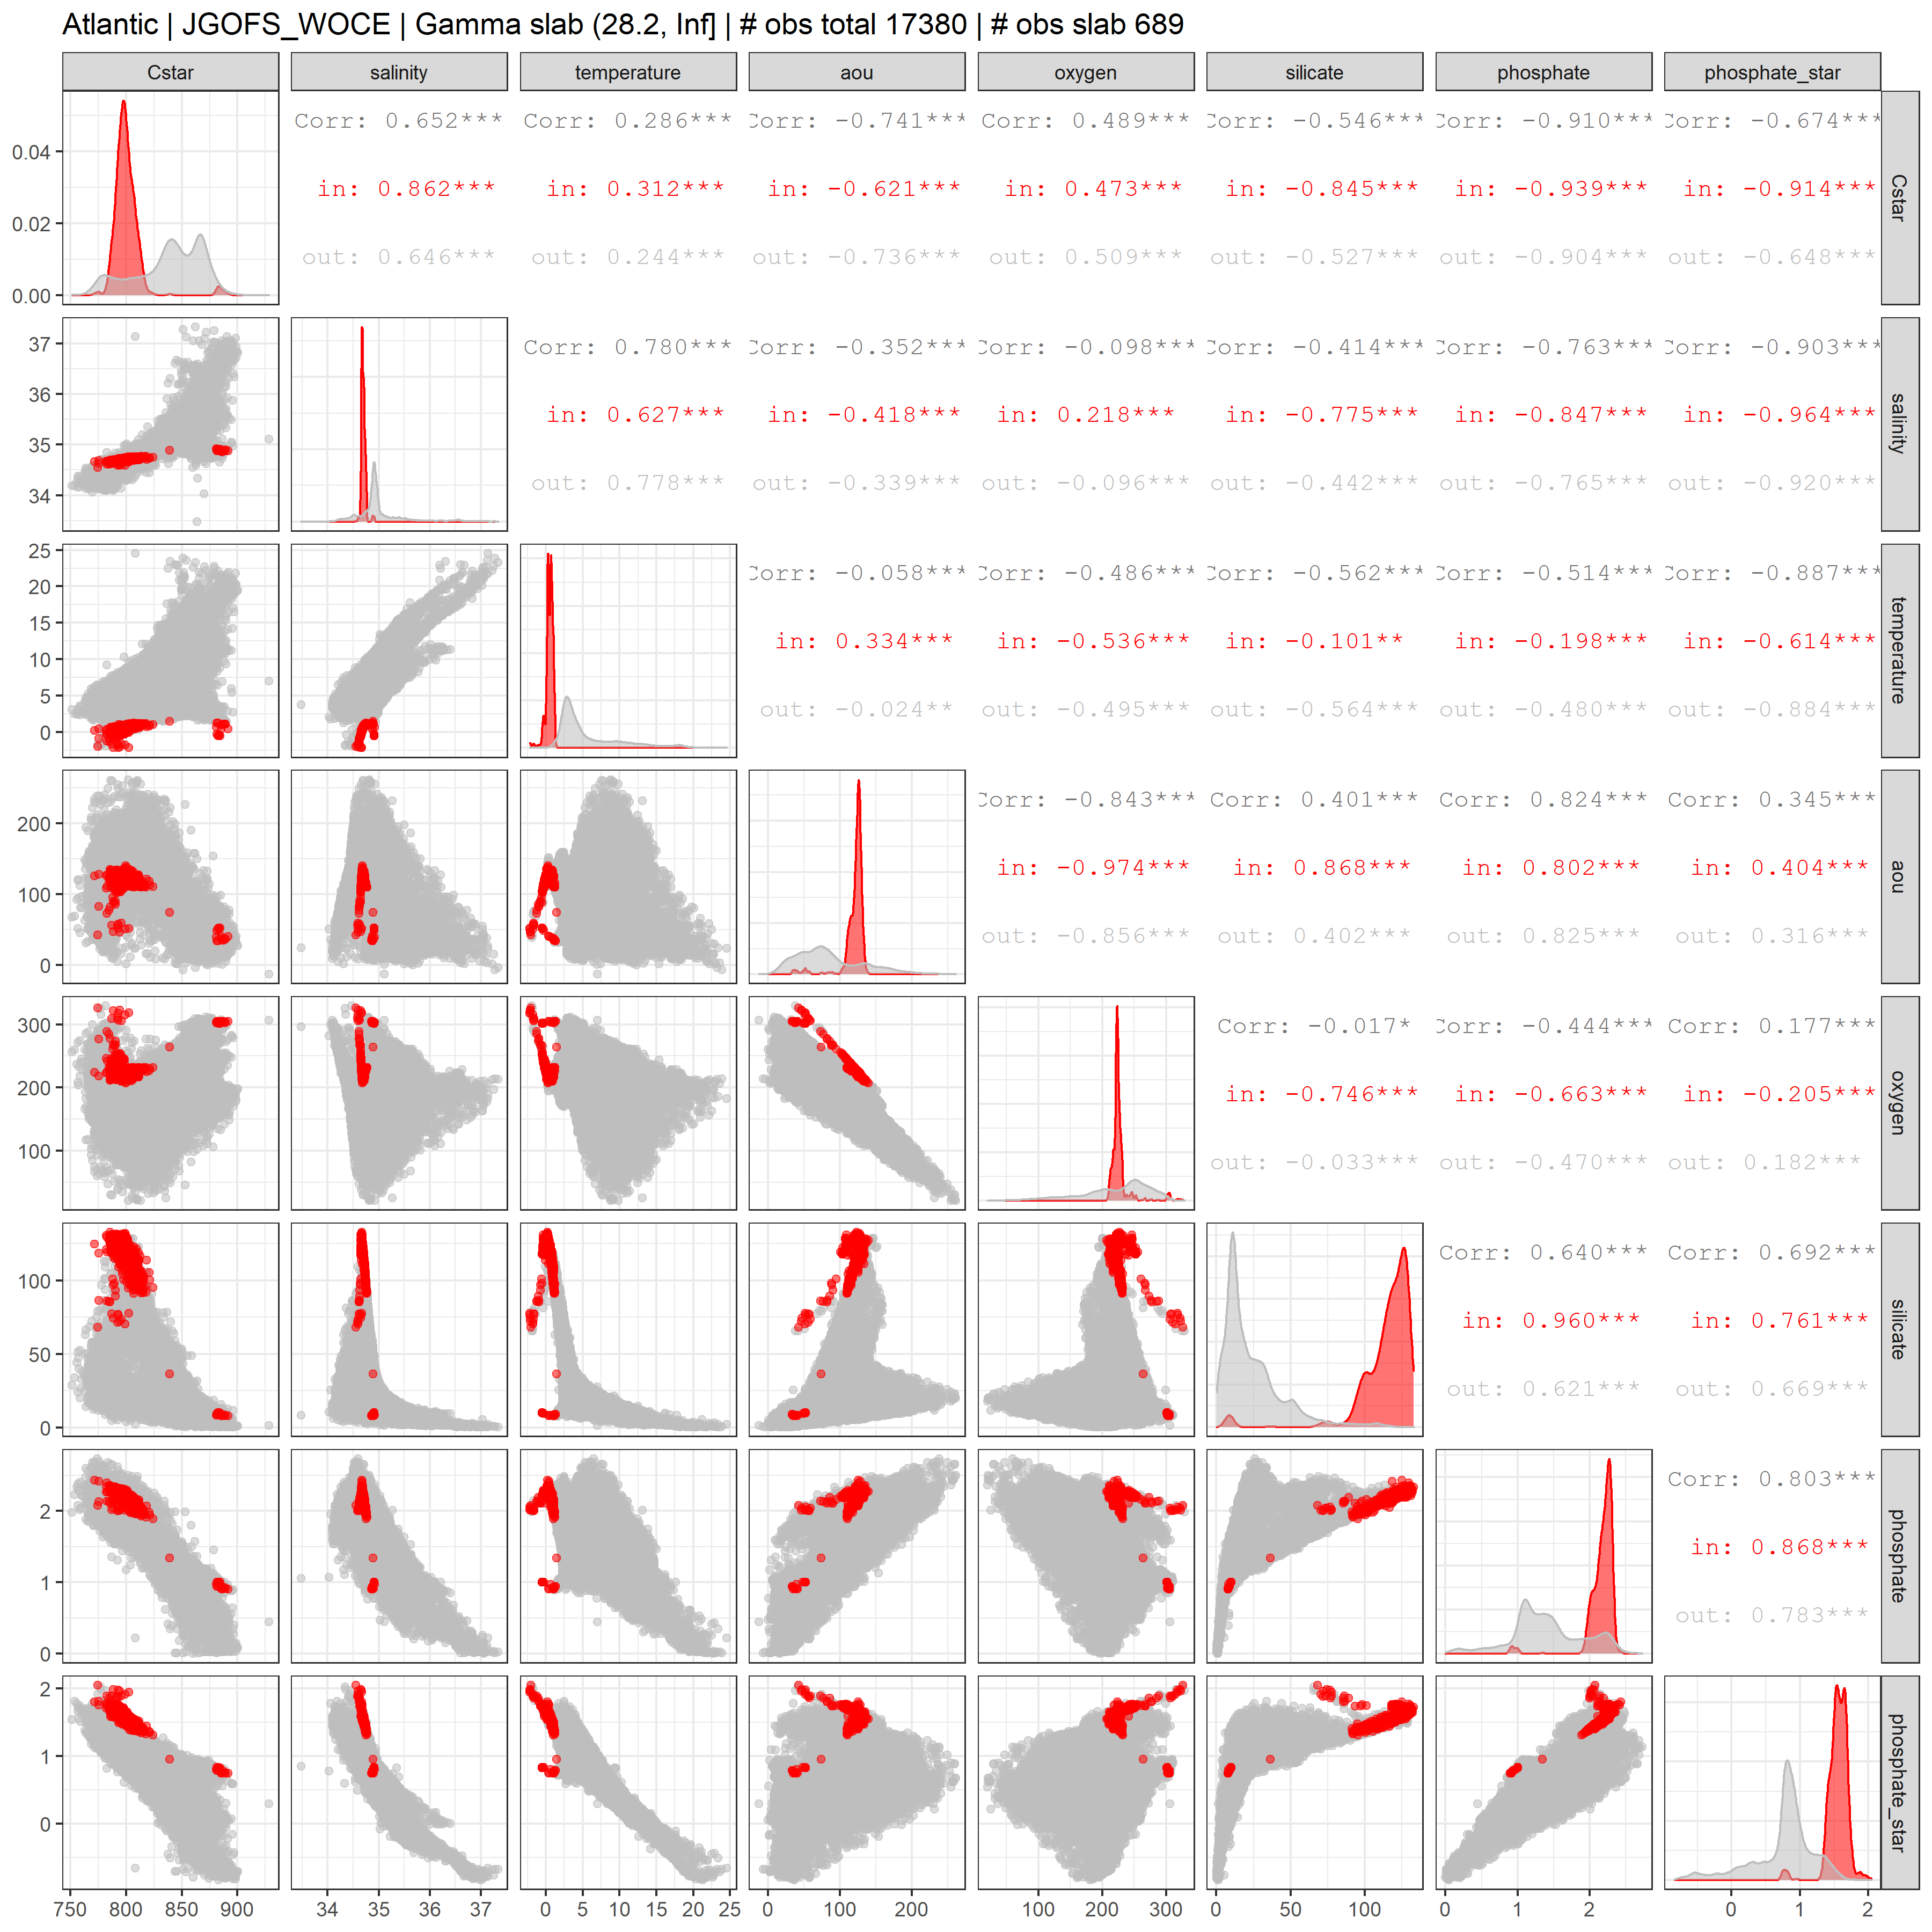 Atlantic | JGOFS_WOCE | Gamma slab (28.2, Inf] | # obs total 17380 | # obs slab 689
Cstar salinity temperature aou oxygen silicate phosphate phosphate_star
Corr: 0.652*** Corr: 0.286*** Corr: -0.741*** Corr: 0.489*** Corr: -0.546*** Corr: -0.910*** Corr: -0.674***
0.04
in: 0.862*** in: 0.312*** in: -0.621*** in: 0.473*** in: -0.845*** in: -0.939*** in: -0.914***
Cstar
0.02
out: 0.646*** out: 0.244*** out: -0.736*** out: 0.509*** out: -0.527*** out: -0.904*** out: -0.648***
0.00
37
Corr: 0.780*** Corr: -0.352*** Corr: -0.098*** Corr: -0.414*** Corr: -0.763*** Corr: -0.903***
36
in: 0.627*** in: -0.418*** in: 0.218*** in: -0.775*** in: -0.847*** in: -0.964***
salinity
35
out: 0.778*** out: -0.339*** out: -0.096*** out: -0.442*** out: -0.765*** out: -0.920***
34
25
Corr: -0.058*** Corr: -0.486*** Corr: -0.562*** Corr: -0.514*** Corr: -0.887***
20
15
in: 0.334*** in: -0.536*** in: -0.101** in: -0.198*** in: -0.614***
temperature
10
5
out: -0.024** out: -0.495*** out: -0.564*** out: -0.480*** out: -0.884***
0
Corr: -0.843*** Corr: 0.401*** Corr: 0.824*** Corr: 0.345***
200
in: -0.974*** in: 0.868*** in: 0.802*** in: 0.404***
aou
100
out: -0.856*** out: 0.402*** out: 0.825*** out: 0.316***
0
Corr: -0.017* Corr: -0.444*** Corr: 0.177***
300
in: -0.746*** in: -0.663*** in: -0.205***
oxygen
200
out: -0.033*** out: -0.470*** out: 0.182***
100
Corr: 0.640*** Corr: 0.692***
100
in: 0.960*** in: 0.761***
silicate
50
out: 0.621*** out: 0.669***
0
Corr: 0.803***
2
in: 0.868***
phosphate
1
out: 0.783***
0
2
1
phosphate_star
0
750 800 850 900 34 35 36 37 0 5 10 15 20 25 0 100 200 100 200 300 0 50 100 0 1 2 0 1 2